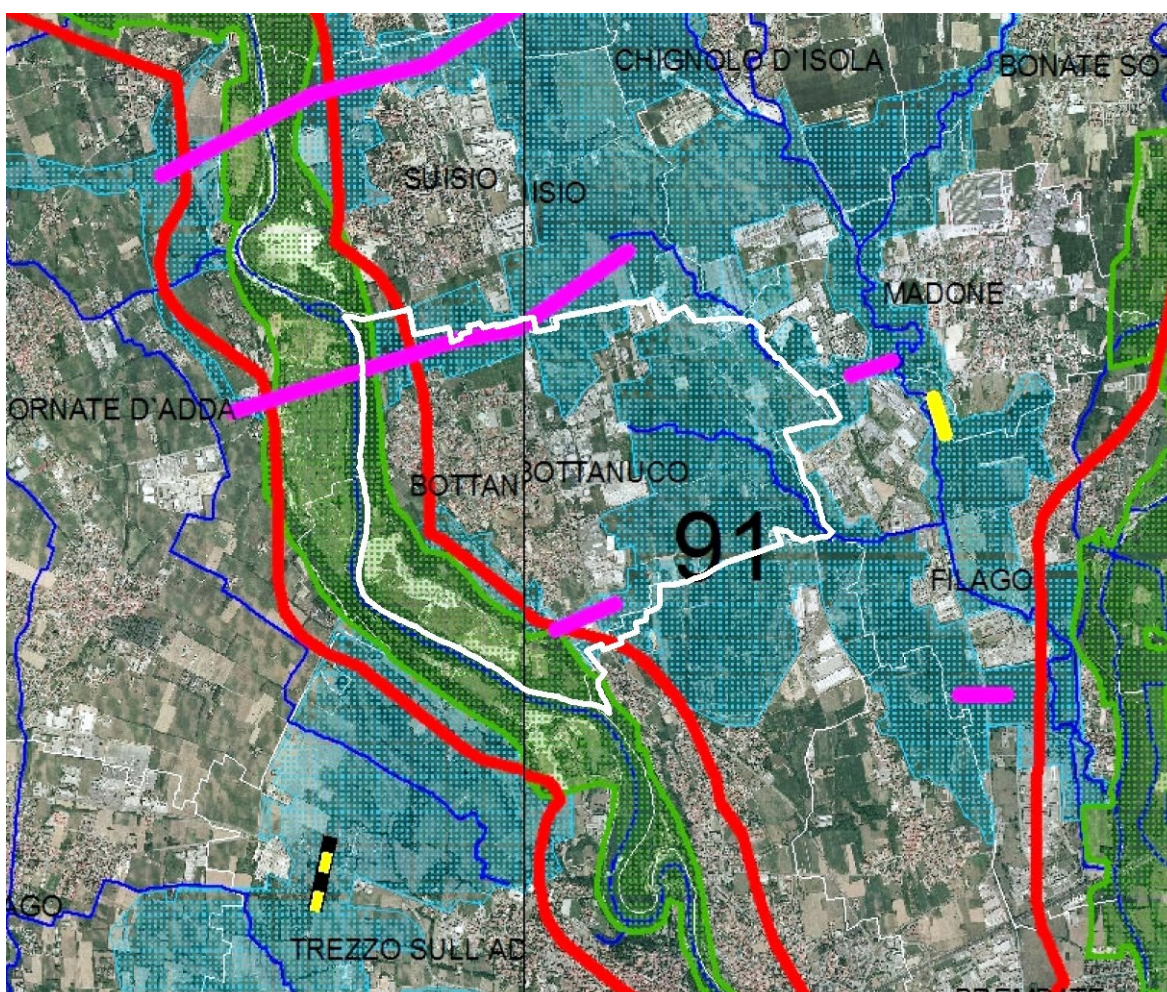 CHIGNOLO D'ISOLA
BONATE SO
SUISIO
ISIO
MADONE
ORNATE D'ADDA
BOTTAN
BOTTANUCO
91
FILAGO
AGO
TREZZO SULL'AD